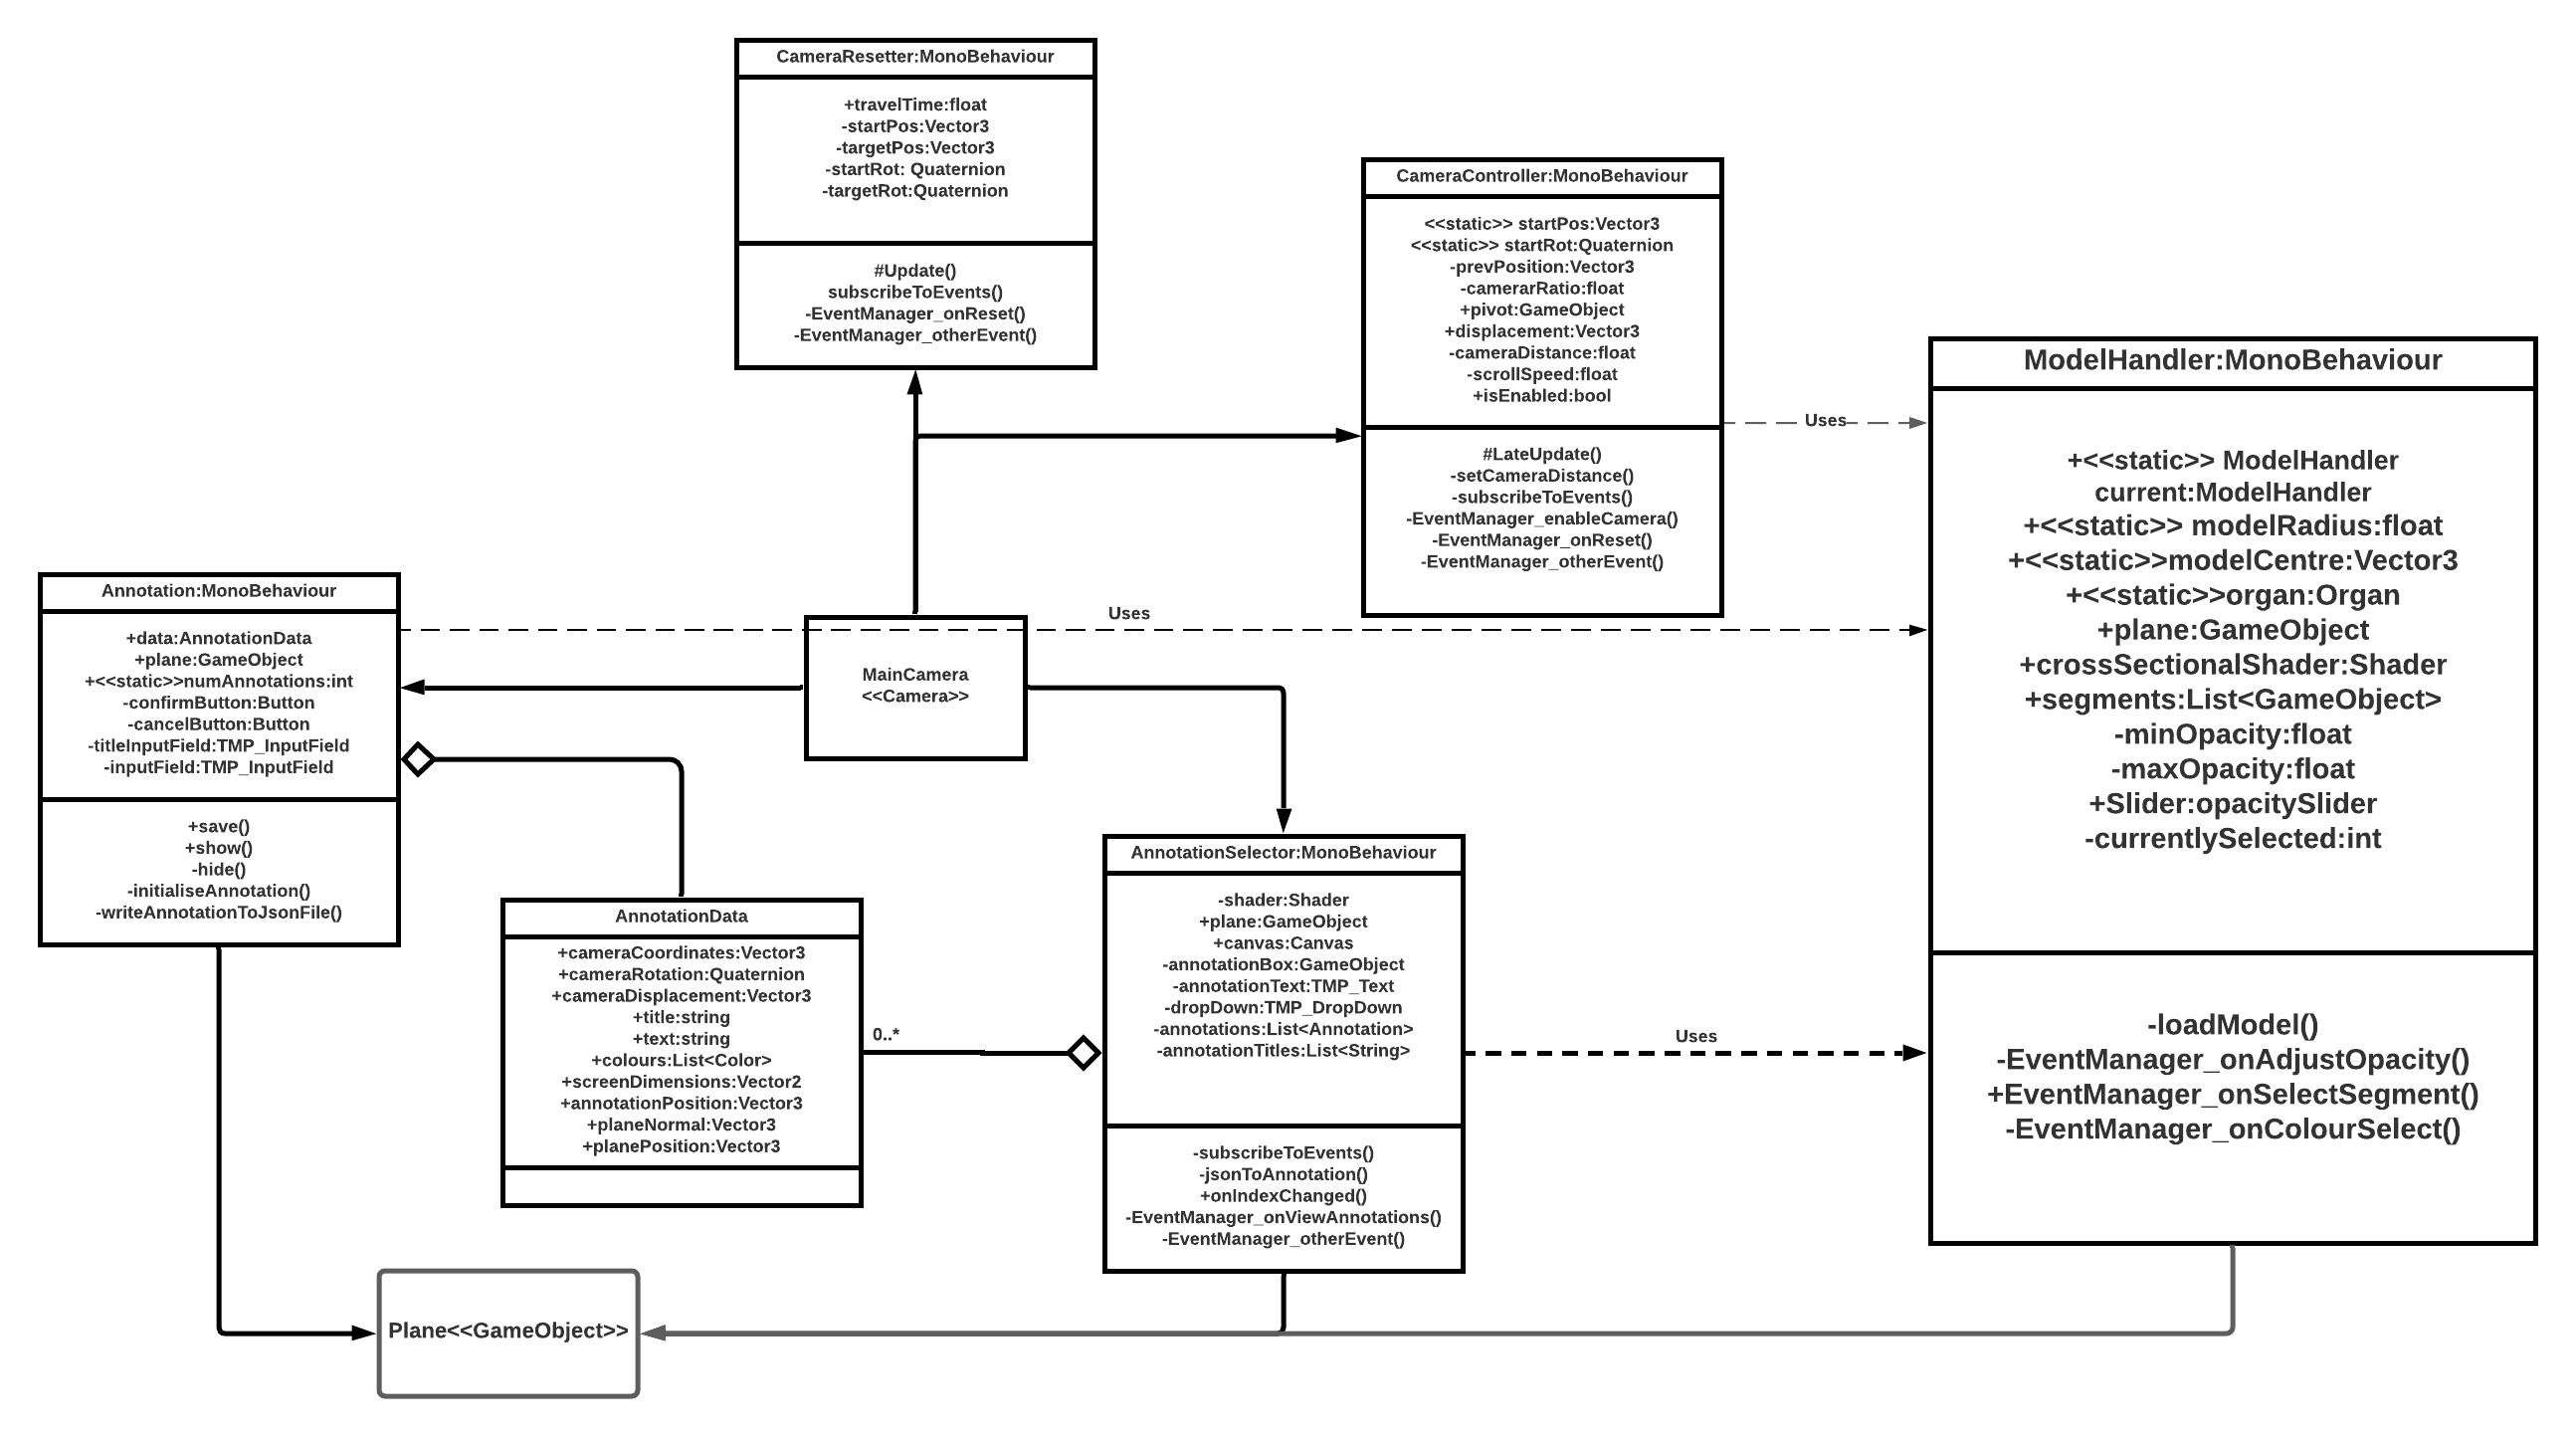 CameraResetter:MonoBehaviour
+travelTime:float
-startPos:Vector3
-targetPos:Vector3
-startRot: Quaternion
-targetRot:Quaternion
#Update()
subscribeToEvents()
-EventManager_onReset()
-EventManager_otherEvent()
CameraController:MonoBehaviour
<<static>> startPos:Vector3
<<static>> startRot:Quaternion
-prevPosition:Vector3
-camerarRatio:float
+pivot:GameObject
+displacement:Vector3
-cameraDistance:float
-scrollSpeed:float
+isEnabled:bool
#LateUpdate()
-setCameraDistance()
-subscribeToEvents()
-EventManager_enableCamera()
-EventManager_onReset()
-EventManager_otherEvent()
Uses
ModelHandler:MonoBehaviour
+<<static>> ModelHandler
current:ModelHandler
+<<static>> modelRadius:float
+<<static>>modelCentre:Vector3
+<<static>>organ:Organ
+plane:GameObject
+crossSectionalShader:Shader
+segments:List<GameObject>
-minOpacity:float
-maxOpacity:float
+Slider:opacitySlider
-currentlySelected:int
-loadModel()
-EventManager_onAdjustOpacity()
+EventManager_onSelectSegment()
-EventManager_onColourSelect()
Annotation:MonoBehaviour
+data:AnnotationData
+plane:GameObject
+<<static>>numAnnotations:int
-confirmButton:Button
-cancelButton:Button
-titleInputField:TMP_InputField
-inputField:TMP_InputField
+save()
+show()
-hide()
-initialiseAnnotation()
-writeAnnotationToJsonFile()
Uses
MainCamera
<<Camera>>
AnnotationData
+cameraCoordinates:Vector3
+cameraRotation:Quaternion
+cameraDisplacement:Vector3
+title:string
+text:string
+colours:List<Color>
+screenDimensions:Vector2
+annotationPosition:Vector3
+planeNormal:Vector3
+planePosition:Vector3
0..*
AnnotationSelector:MonoBehaviour
-shader:Shader
+plane:GameObject
+canvas:Canvas
-annotationBox:GameObject
-annotationText:TMP_Text
-dropDown:TMP_DropDown
-annotations:List<Annotation>
-annotationTitles:List<String>
-subscribeToEvents()
-jsonToAnnotation()
+onIndexChanged()
-EventManager_onViewAnnotations()
-EventManager_otherEvent()
Uses
Plane<<GameObject>>